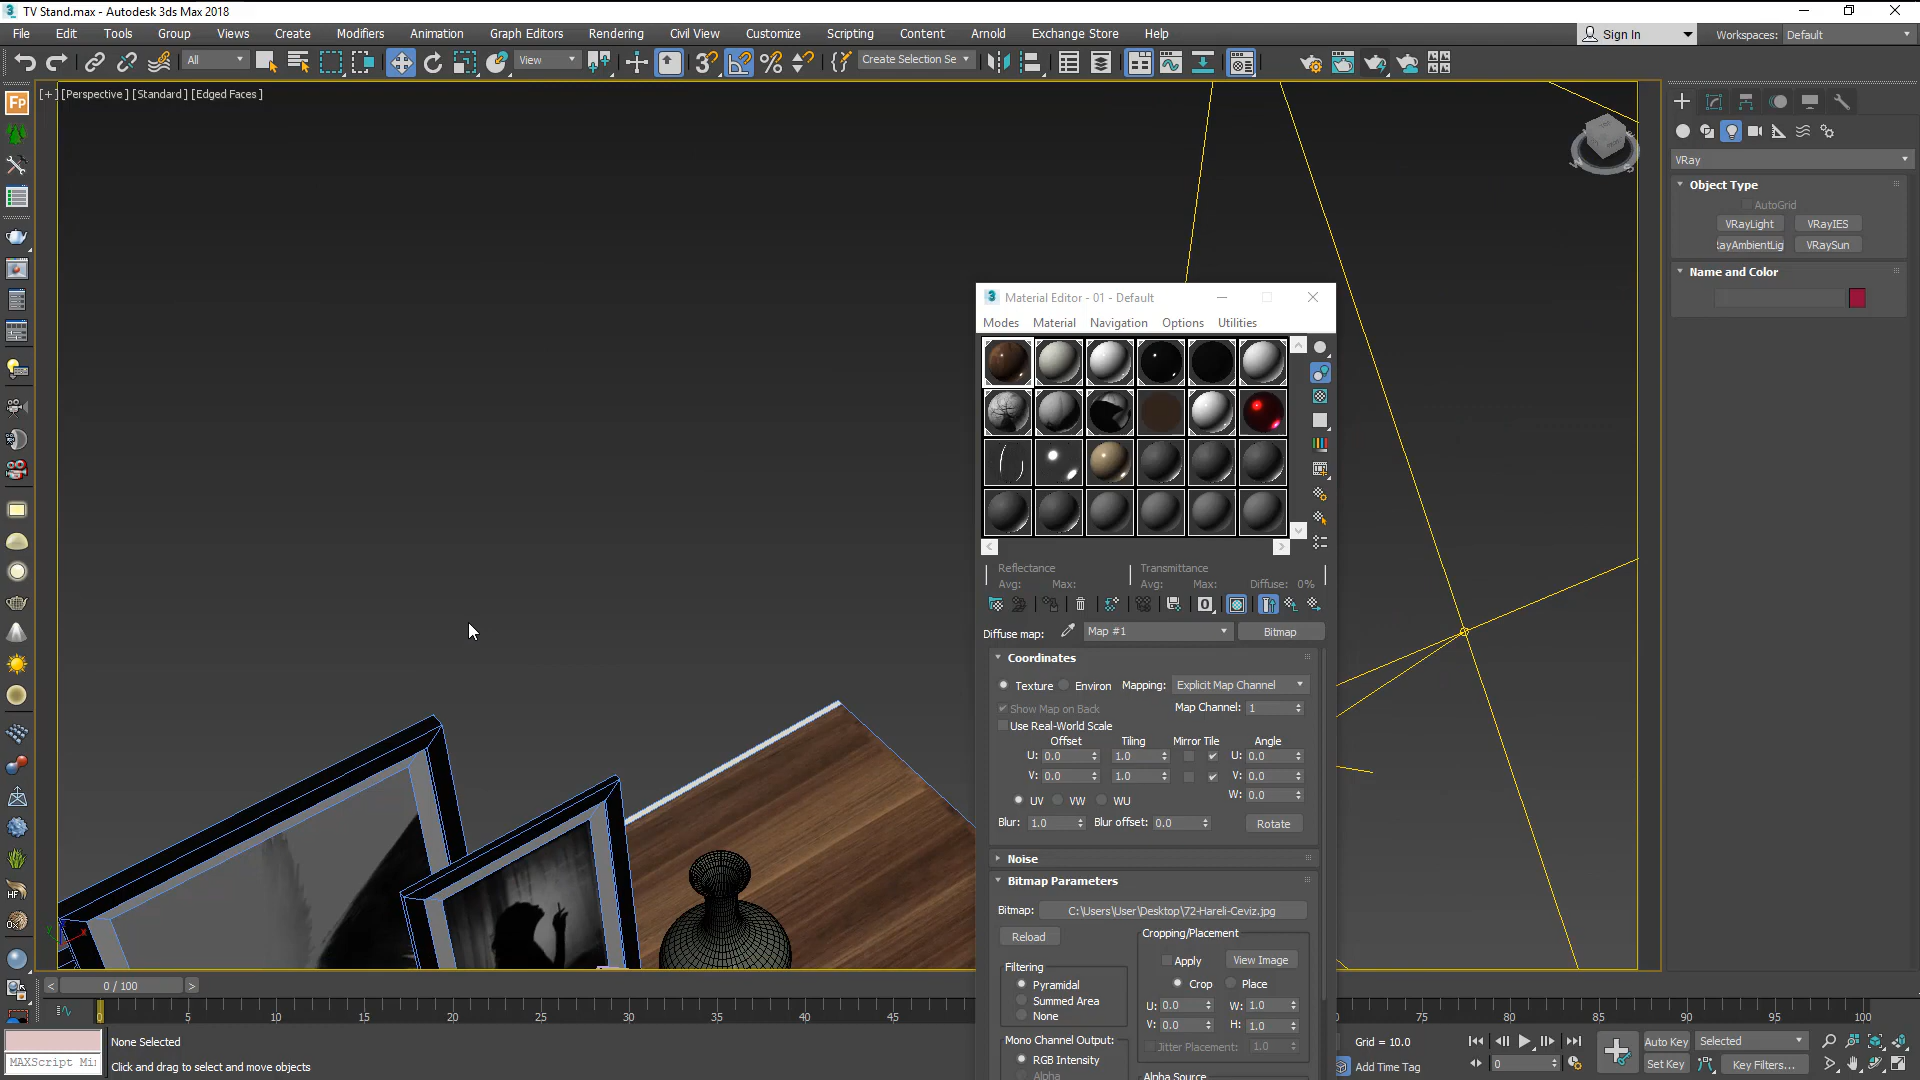 TV Stand.max - Autodesk 3ds Max 2018
File Edit Tools Group Views Create Modifiers Animation Graph Editors Rendering Civil View Customize Scripting Content Arnold Exchange Store Help
Sign In
Workspaces: Default
All
View
Create Selection Se
[+] [Perspective ] [Standard ] [Edged Faces ]
VRay
Object Type
AutoGrid
VRayLight VRayIES
RayAmbientLig VRaySun
Name and Color
Material Editor - 01 - Default
Modes Material Navigation Options Utilities
Reflectance Transmittance
Avg: Max: Avg: Max: Diffuse: 0%
Diffuse map: Map #1 Bitmap
Coordinates
Texture Environ Mapping: Explicit Map Channel
Show Map on Back Map Channel: 1
Use Real-World Scale
Offset Tiling Mirror Tile Angle
U: 0.0 1.0 U: 0.0
V: 0.0 1.0 V: 0.0
W: 0.0
UV VW WU
Blur: 1.0 Blur offset: 0.0 Rotate
Noise
Bitmap Parameters
Bitmap: C:\Users\User\Desktop\72-Hareli-Ceviz.jpg
Reload
Cropping/Placement
Apply View Image
Crop Place
U: 0.0 W: 1.0
V: 0.0 H: 1.0
Jitter Placement: 1.0
Filtering
Pyramidal
Summed Area
None
Mono Channel Output:
RGB Intensity
Alpha
Alpha Source
0 / 100
0 5 10 15 20 25 30 35 40 45 75 80 85 90 95 100
None Selected
Click and drag to select and move objects
MAXScript Mi
Grid = 10.0
Add Time Tag
0
Auto Key Selected
Set Key Key Filters...